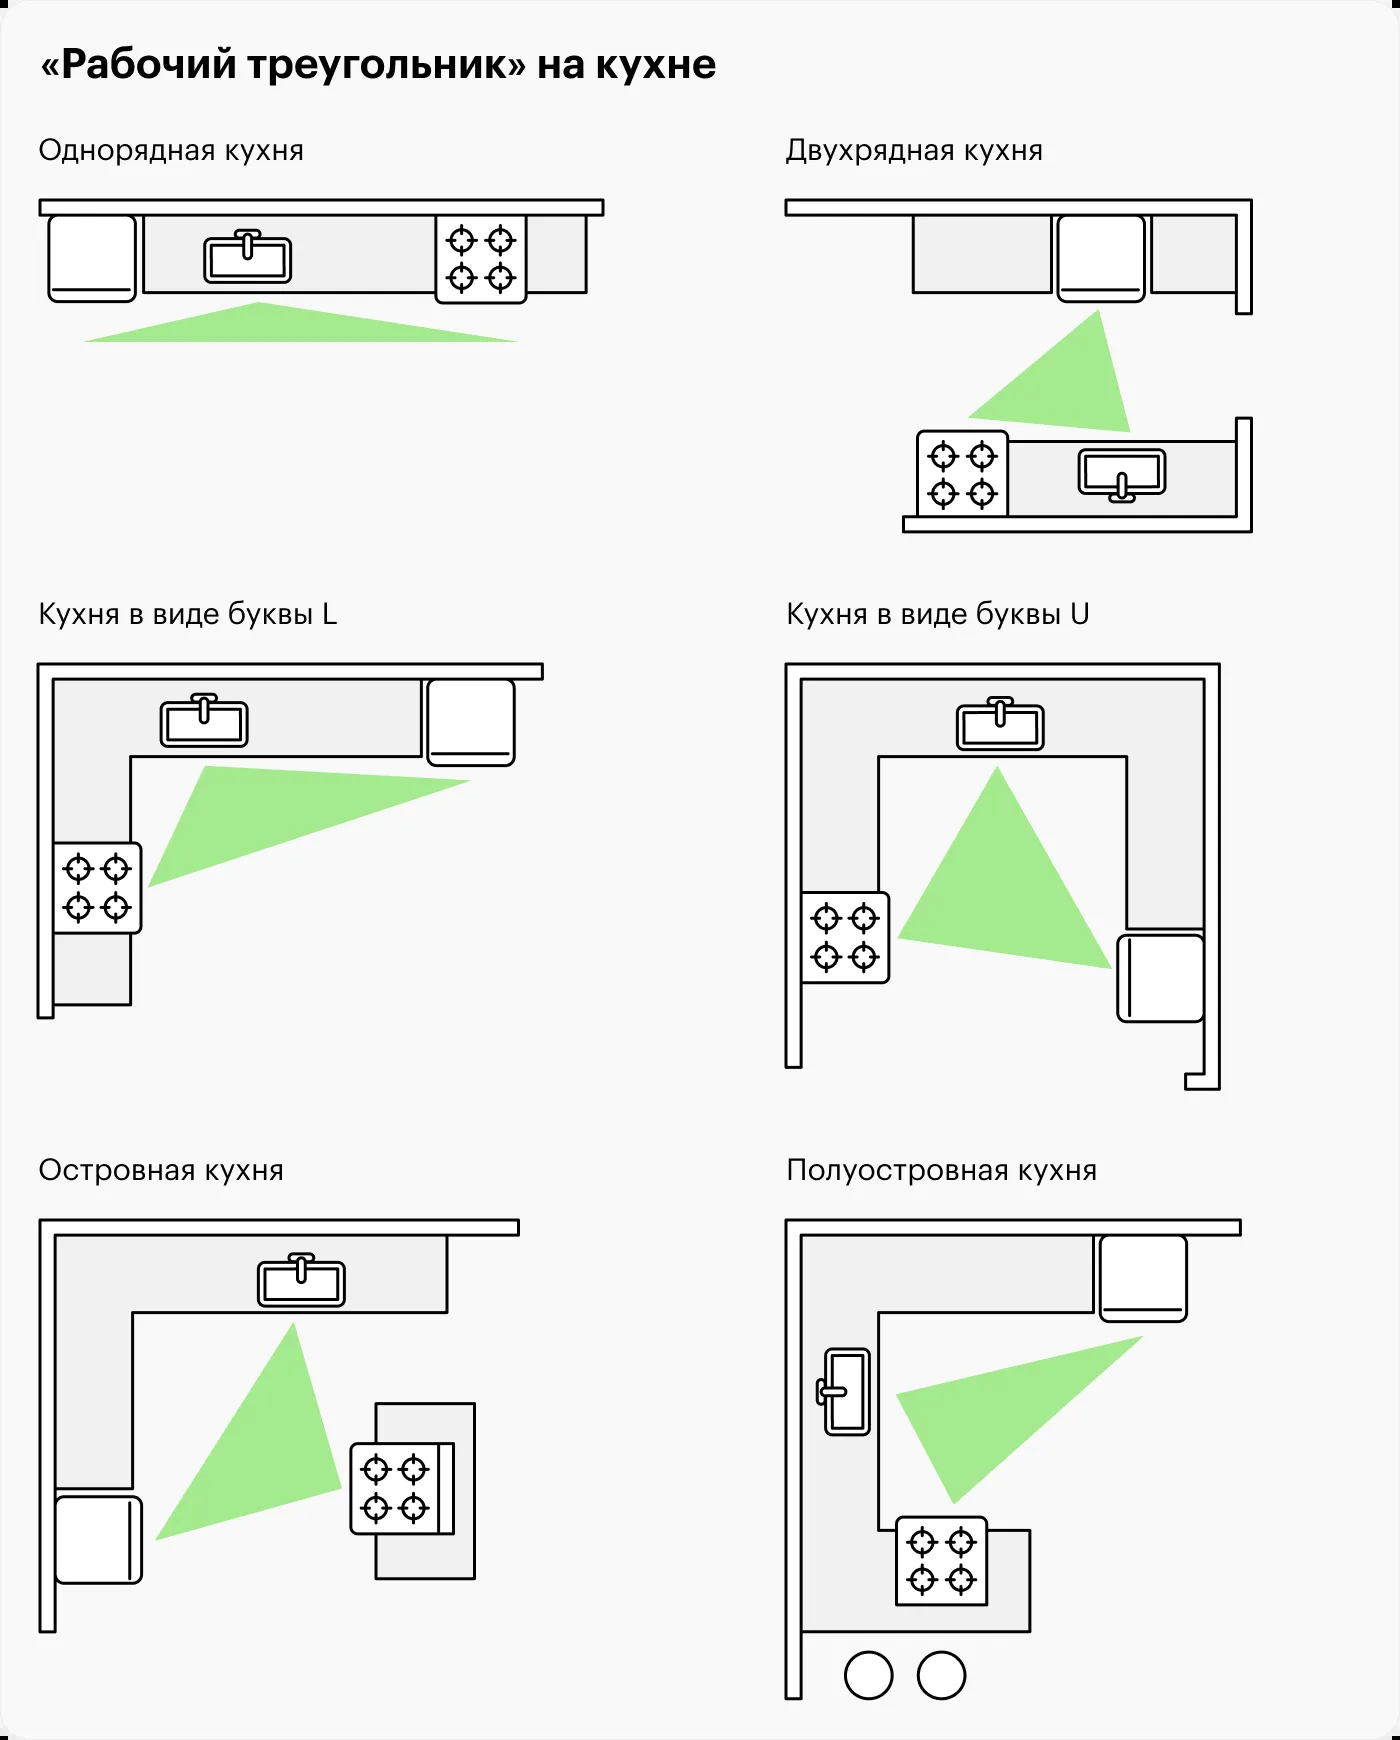 «Рабочий треугольник» на кухне
Однорядная кухня
Двухрядная кухня
Кухня в виде буквы L
Кухня в виде буквы U
Островная кухня
Полуостровная кухня